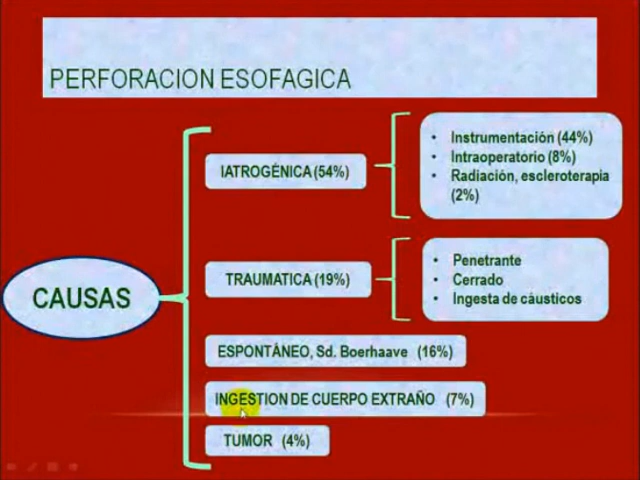 PERFORACION ESOFAGICA
CAUSAS
IATROGÉNICA (54%)
• Instrumentación (44%)
• Intraoperatorio (8%)
• Radiación, escleroterapia
(2%)
TRAUMATICA (19%)
• Penetrante
• Cerrado
• Ingesta de cáusticos
ESPONTÁNEO, Sd. Boerhaave (16%)
INGESTION DE CUERPO EXTRAÑO (7%)
TUMOR (4%)